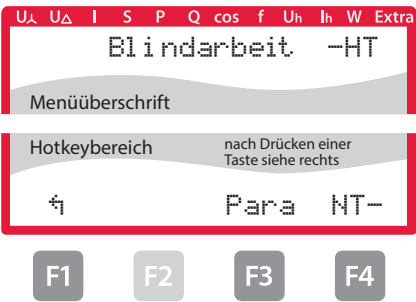 U⅄ UΔ I S P Q cos f Uh Ih W Extra
Blindarbeit -HT
Menüüberschrift
Hotkeybereich nach Drücken einer
Taste siehe rechts
↰ Para NT-
F1 F2 F3 F4